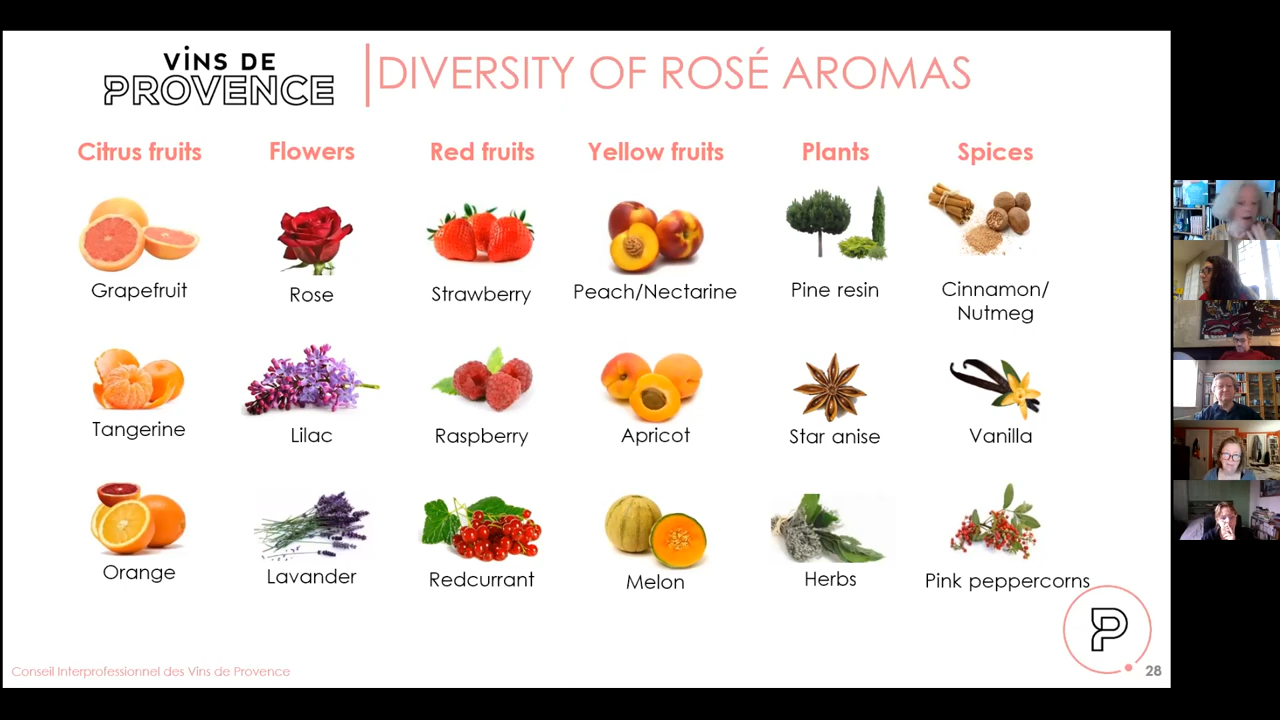 ViNS DE
PROVENCE
DIVERSITY OF ROSÉ AROMAS
Citrus fruits
Flowers
Red fruits
Yellow fruits
Plants
Spices
Grapefruit
Rose
Strawberry
Peach/Nectarine
Pine resin
Cinnamon/
Nutmeg
Tangerine
Lilac
Raspberry
Apricot
Star anise
Vanilla
Orange
Lavander
Redcurrant
Melon
Herbs
Pink peppercorns
P
Conseil Interprofessionnel des Vins de Provence
28